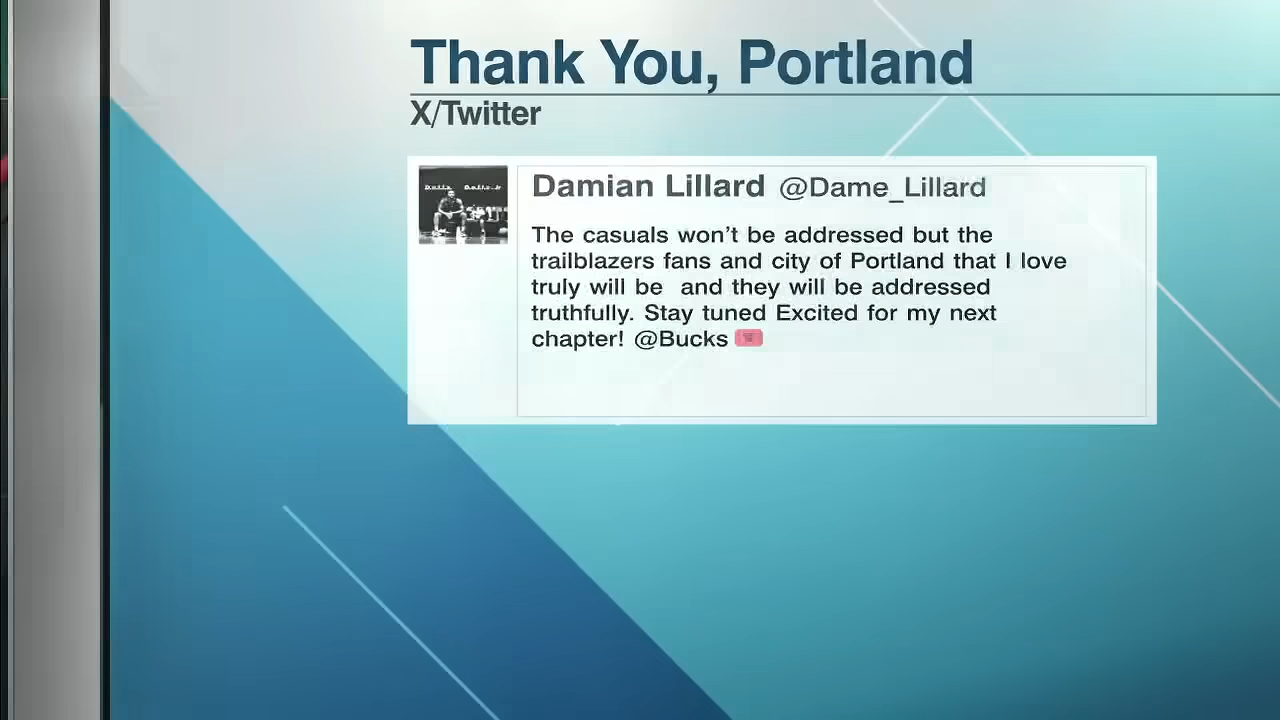 Thank You, Portland
X/Twitter
Damian Lillard @Dame_Lillard
The casuals won't be addressed but the
trailblazers fans and city of Portland that I love
truly will be  and they will be addressed
truthfully. Stay tuned Excited for my next
chapter! @Bucks